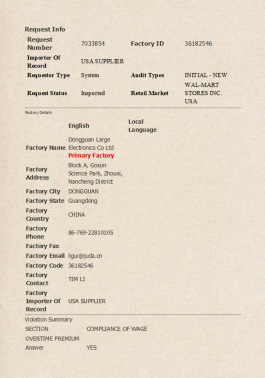 Request Info
Request Number 7033854 Factory ID 36182546
Importer Of Record USA SUPPLIER
Requestor Type System Audit Types INITIAL - NEW
Request Status Inspected Retail Market WAL-MART STORES INC. USA
Factory Details
English Local Language
Factory Name Dongguan Large Electronics Co Ltd
Primary Factory
Factory Address Block A, Gosun Science Park, Zhouxi, Nancheng District
Factory City DONGGUAN
Factory State Guangdong
Factory Country CHINA
Factory Phone 86-769-22810105
Factory Fax
Factory Email ligui@juda.cn
Factory Code 36182546
Factory Contact TIM LI
Factory Importer Of Record USA SUPPLIER
Violation Summary
SECTION COMPLIANCE OF WAGE
OVERTIME PREMIUM
Answer YES